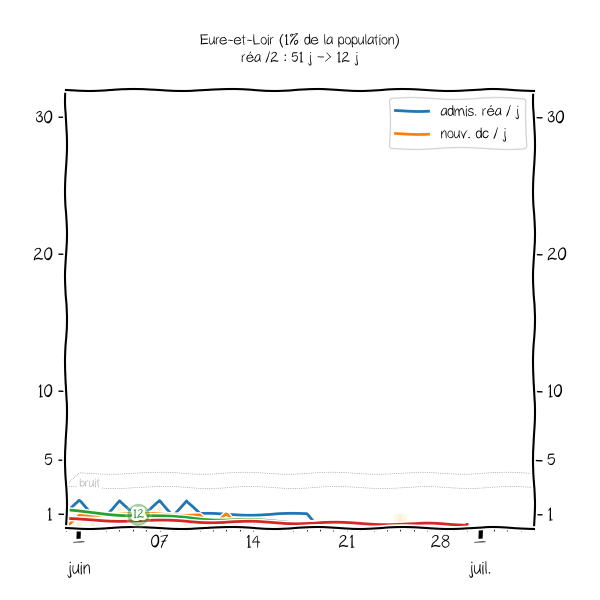 Eure-et-Loir (1% de la population)
réa /2 : 51 j -> 12 j
admis. réa / j
nouv. dc / j
30
30
20
20
10
10
5
5
bruit
12
1
1
07
14
21
28
juin
juil.